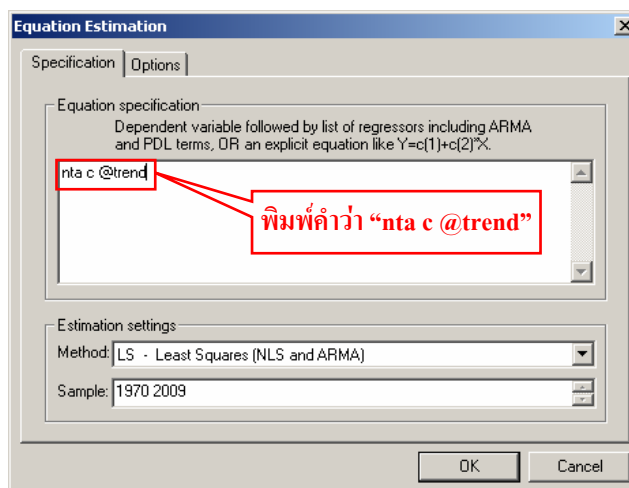 Equation Estimation
Specification
Options
Equation specification
Dependent variable followed by list of regressors including ARMA
and PDL terms, OR an explicit equation like Y=c(1)+c(2)*X.
nta c @trend
พิมพ์คำว่า “nta c @trend”
Estimation settings
Method: LS - Least Squares (NLS and ARMA)
Sample: 1970 2009
OK
Cancel